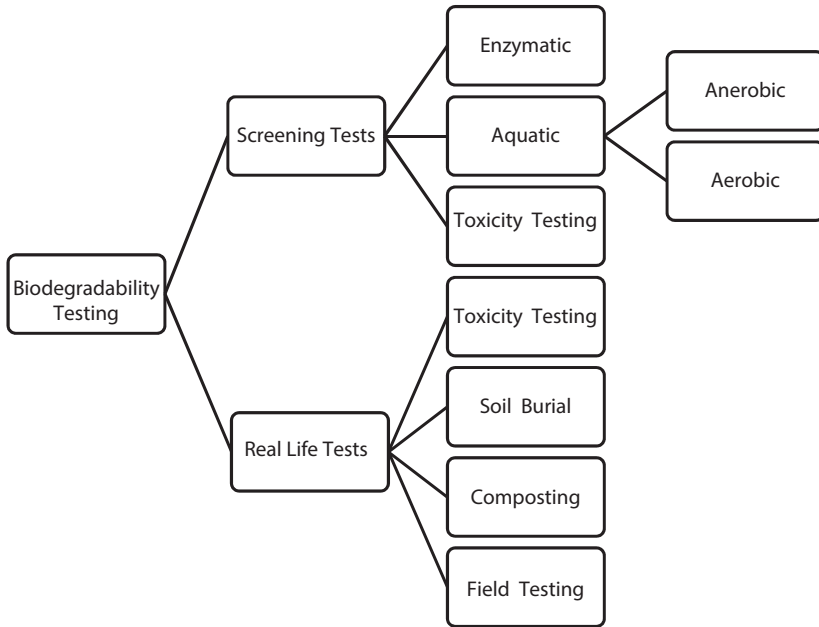 Biodegradability
Testing
Screening Tests
Enzymatic
Aquatic
Anerobic
Aerobic
Toxicity Testing
Real Life Tests
Toxicity Testing
Soil Burial
Composting
Field Testing